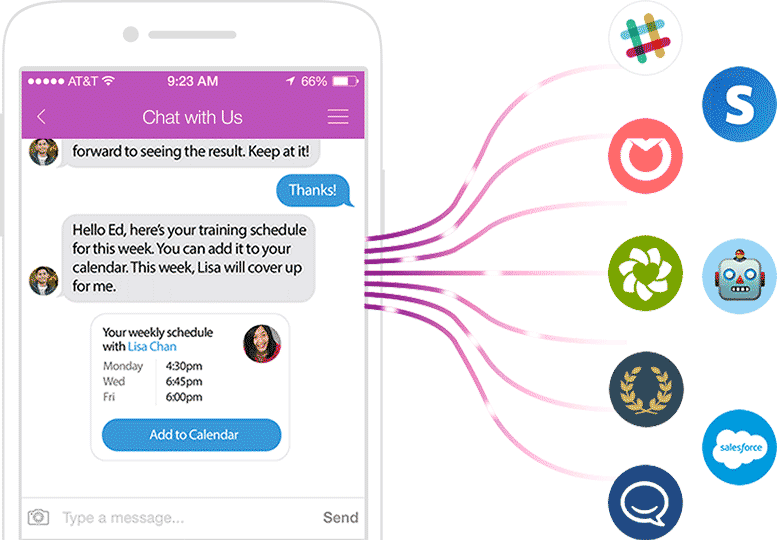 AT&T 9:23 AM 66%
Chat with Us
forward to seeing the result. Keep at it!
Thanks!
Hello Ed, here's your training schedule
for this week. You can add it to your
calendar. This week, Lisa will cover up
for me.
Your weekly schedule
with Lisa Chan
Monday 4:30pm
Wed 6:45pm
Fri 6:00pm
Add to Calendar
Type a message... Send
S
salesforce